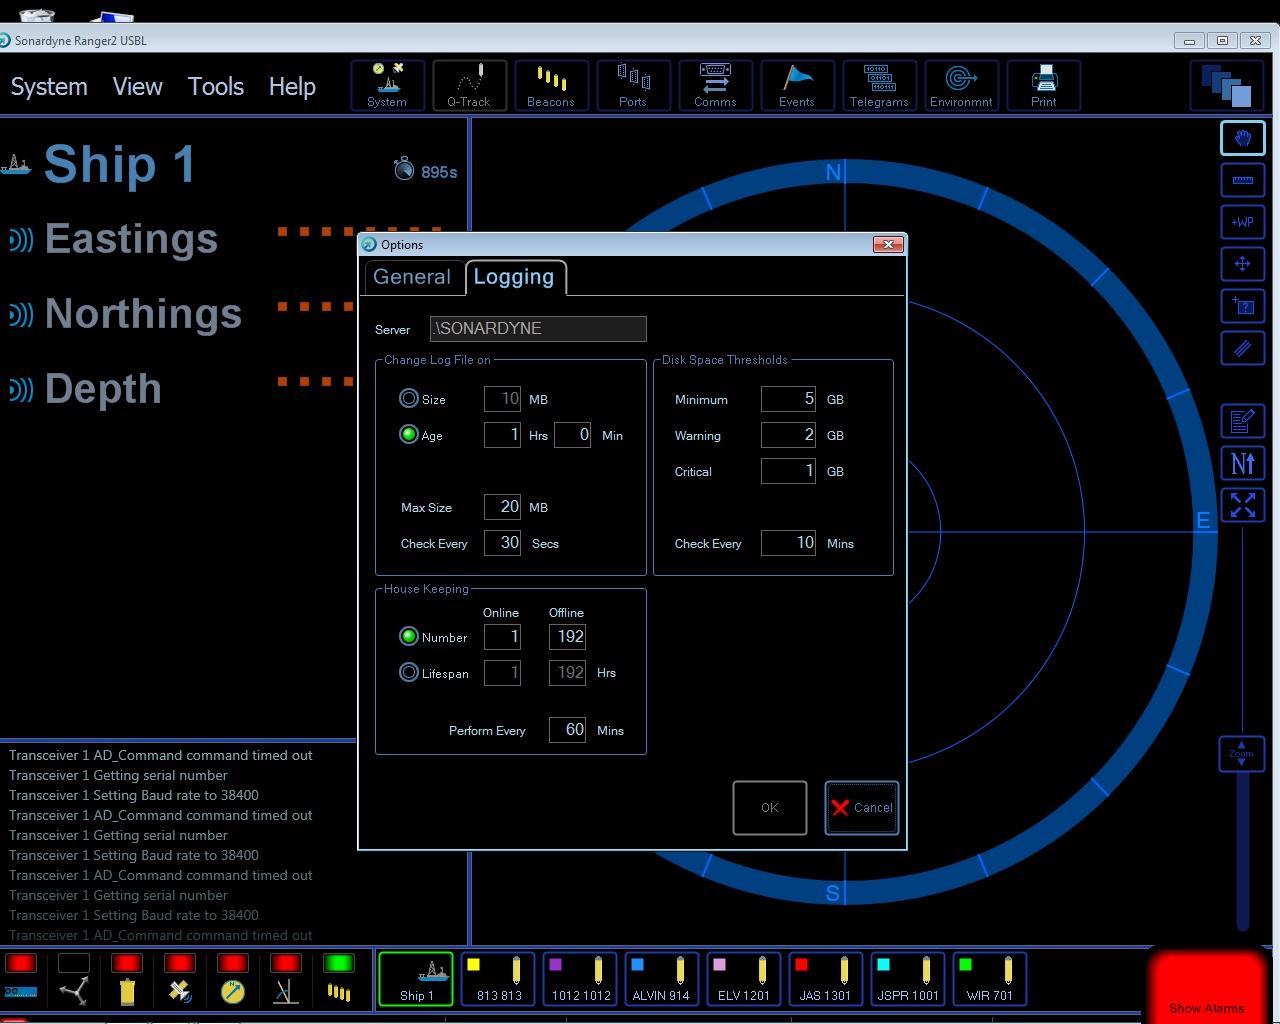 Sonardyne Ranger2 USBL
System View Tools Help
System Q-Track Beacons Ports Comms Events Telegrams Environmnt Print
Ship 1
895s
Eastings
Northings
Depth
N
E
S
+WP
+?
N
Zoom
Options
General Logging
Server .\SONARDYNE
Change Log File on
Size 10 MB
Age 1 Hrs 0 Min
Max Size 20 MB
Check Every 30 Secs
Disk Space Thresholds
Minimum 5 GB
Warning 2 GB
Critical 1 GB
Check Every 10 Mins
House Keeping
Online Offline
Number 1 192
Lifespan 1 192 Hrs
Perform Every 60 Mins
OK Cancel
Transceiver 1 AD_Command command timed out
Transceiver 1 Getting serial number
Transceiver 1 Setting Baud rate to 38400
Transceiver 1 AD_Command command timed out
Transceiver 1 Getting serial number
Transceiver 1 Setting Baud rate to 38400
Transceiver 1 AD_Command command timed out
Transceiver 1 Getting serial number
Transceiver 1 Setting Baud rate to 38400
Transceiver 1 AD_Command command timed out
Ship 1 813 813 1012 1012 ALVIN 914 ELV 1201 JAS 1301 JSPR 1001 WIR 701
Show Alarms